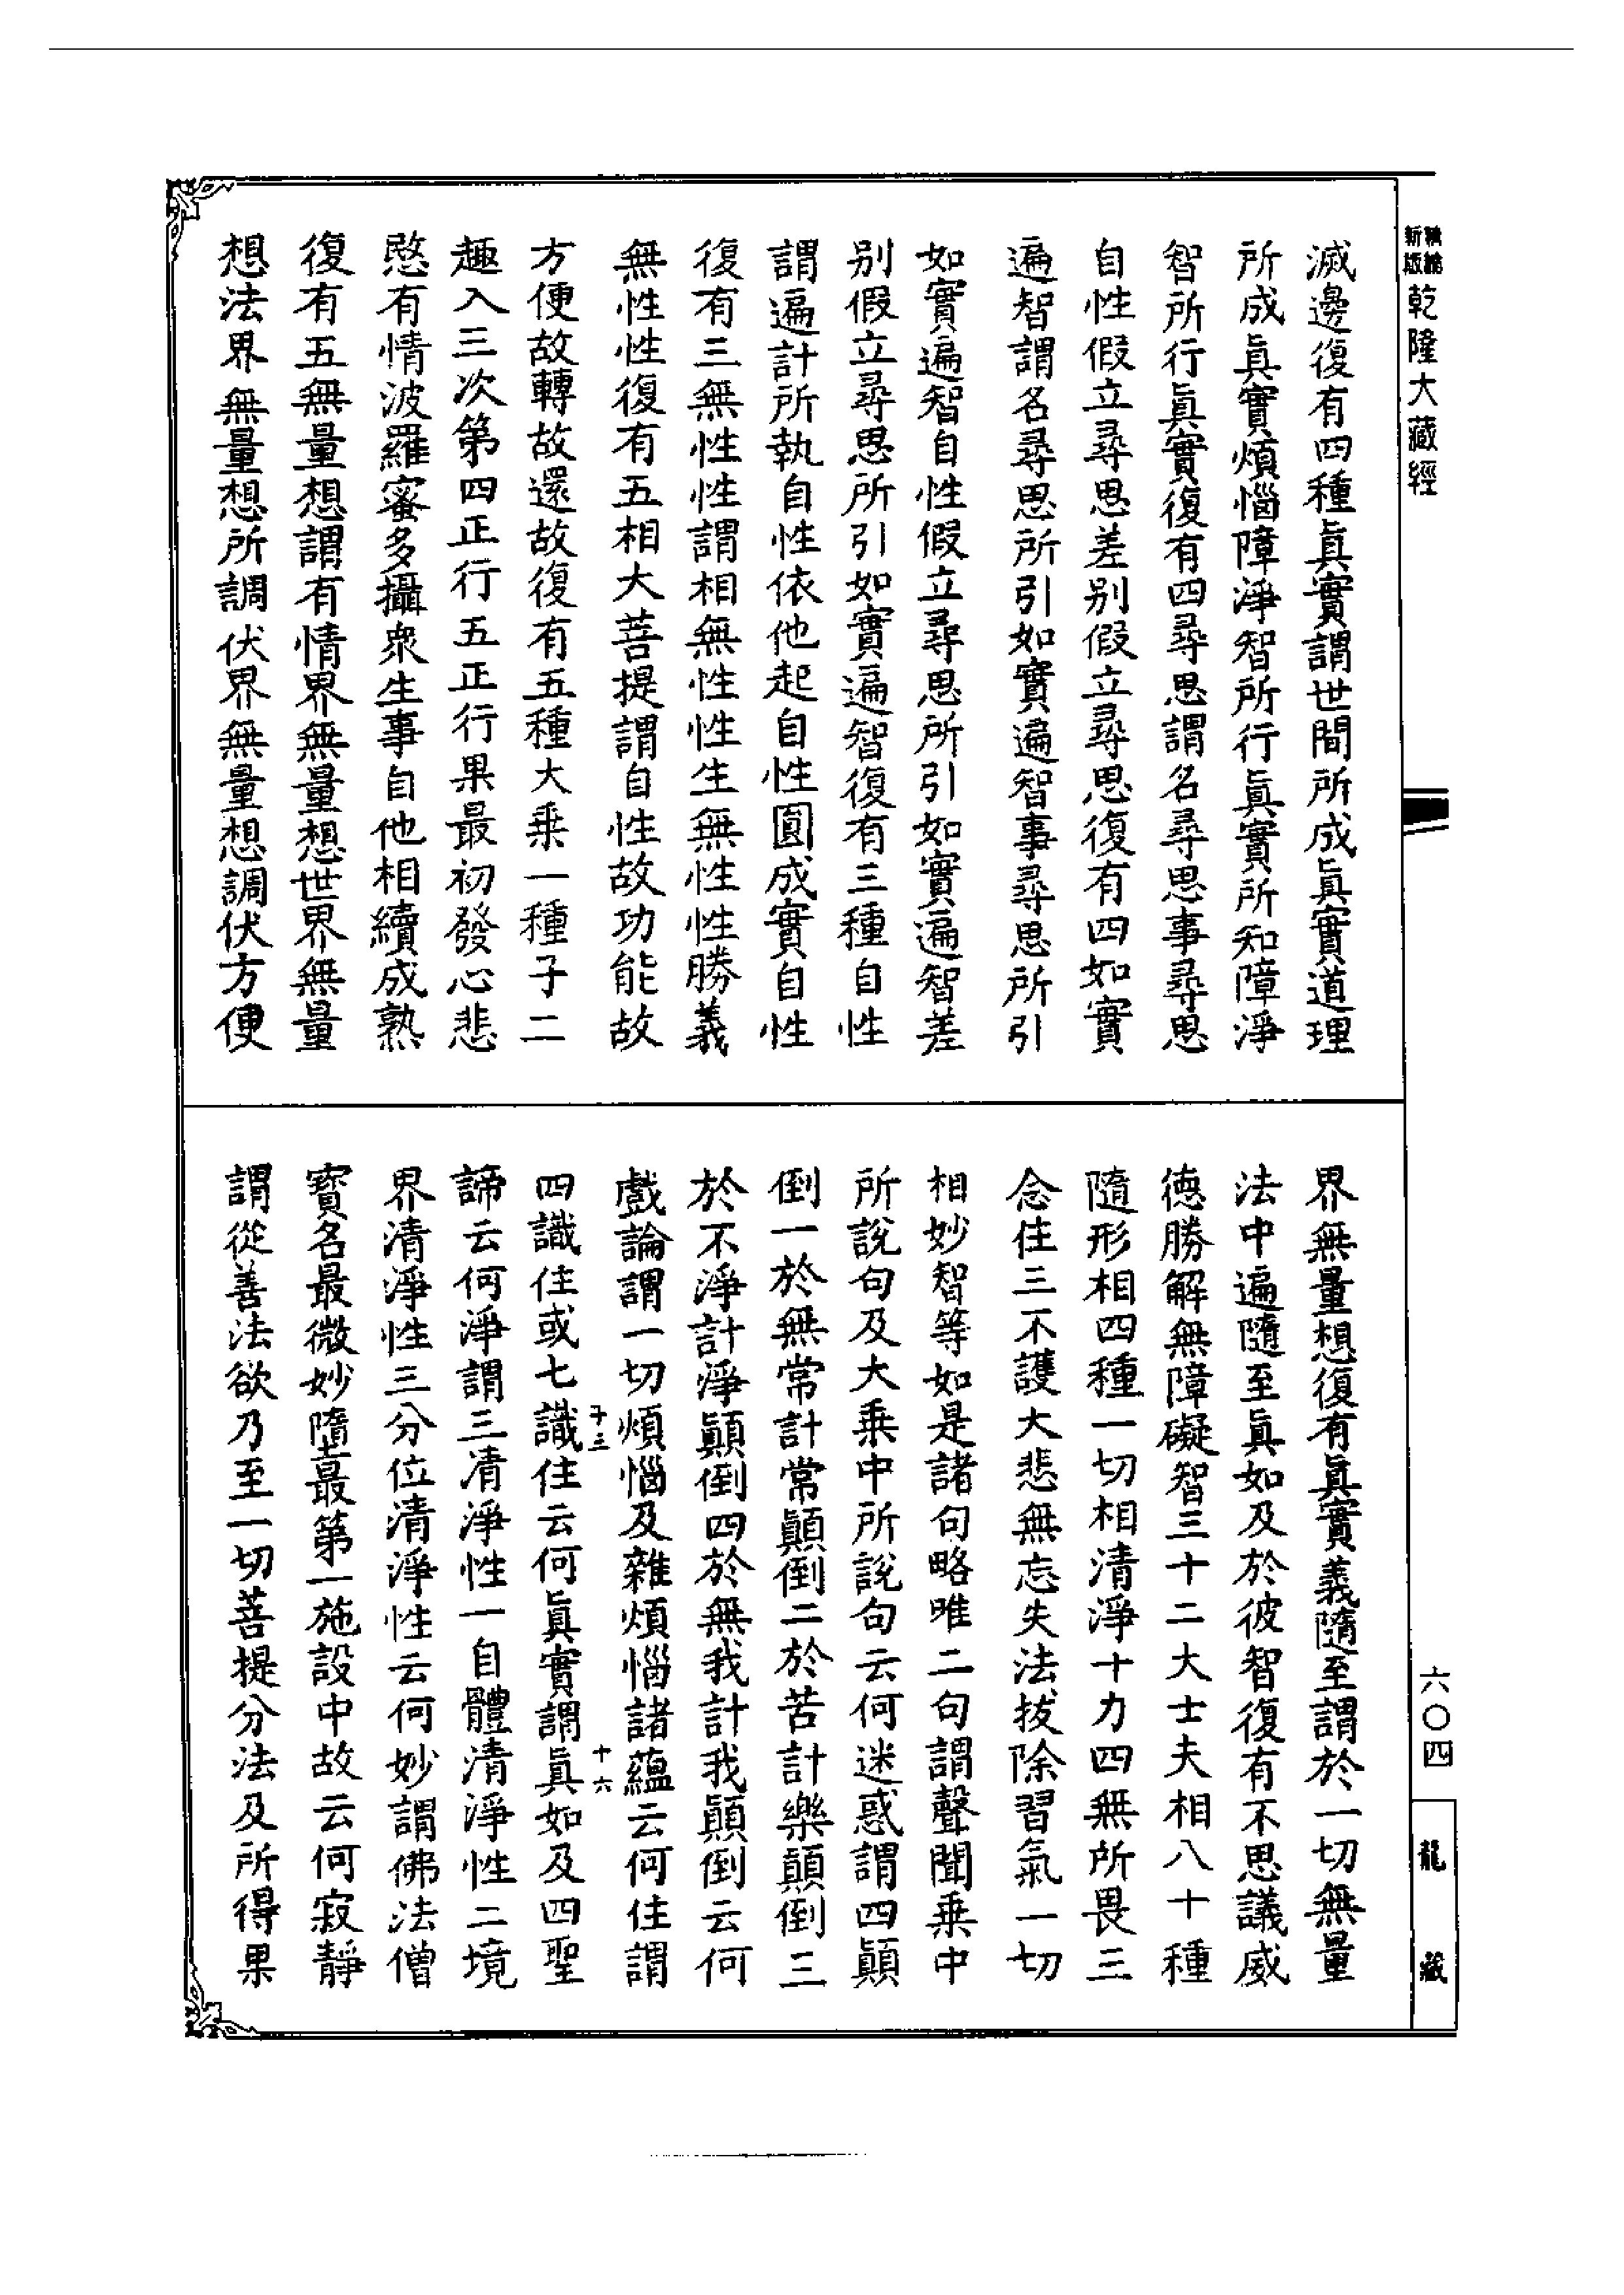 新版
精縮
乾隆大藏經
滅邊復有四種真實謂世間所成真實道理
所成真實煩惱障淨智所行真實所知障淨
智所行真實復有四尋思謂名尋思事尋思
自性假立尋思差别假立尋思復有四如實
遍智謂名尋思所引如實遍智事尋思所引
如實遍智自性假立尋思所引如實遍智差
别假立尋思所引如實遍智復有三種自性
謂遍計所執自性依他起自性圓成實自性
復有三無性性謂相無性性生無性性勝義
無性性復有五相大菩提謂自性故功能故
方便故轉故還故復有五種大乘一種子二
趣入三次第四正行五正行果最初發心悲
愍有情波羅蜜多攝衆生事自他相續成熟
復有五無量想謂有情界無量想世界無量
想法界無量想所調伏界無量想調伏方便
界無量想復有真實義隨至謂於一切無量
法中遍隨至真如及於彼智復有不思議威
德勝解無障礙智三十二大士夫相八十種
隨形相四種一切相清淨十力四無所畏三
念住三不護大悲無忘失法拔除習氣一切
相妙智等如是諸句略唯二句謂聲聞乘中
所說句及大乘中所說句云何迷惑謂四顛
倒一於無常計常顛倒二於苦計樂顛倒三
於不淨計淨顛倒四於無我計我顛倒云何
戲論謂一切煩惱及雜煩惱諸蘊云何住謂
四識住或七識住云何真實謂真如及四聖
諦云何淨謂三清淨性一自體清淨性二境
界清淨性三分位清淨性云何妙謂佛法僧
寶名最微妙隨最第一施設中故云何寂靜
謂從善法欲乃至一切菩提分法及所得果
十三
十六
六〇四
龍藏